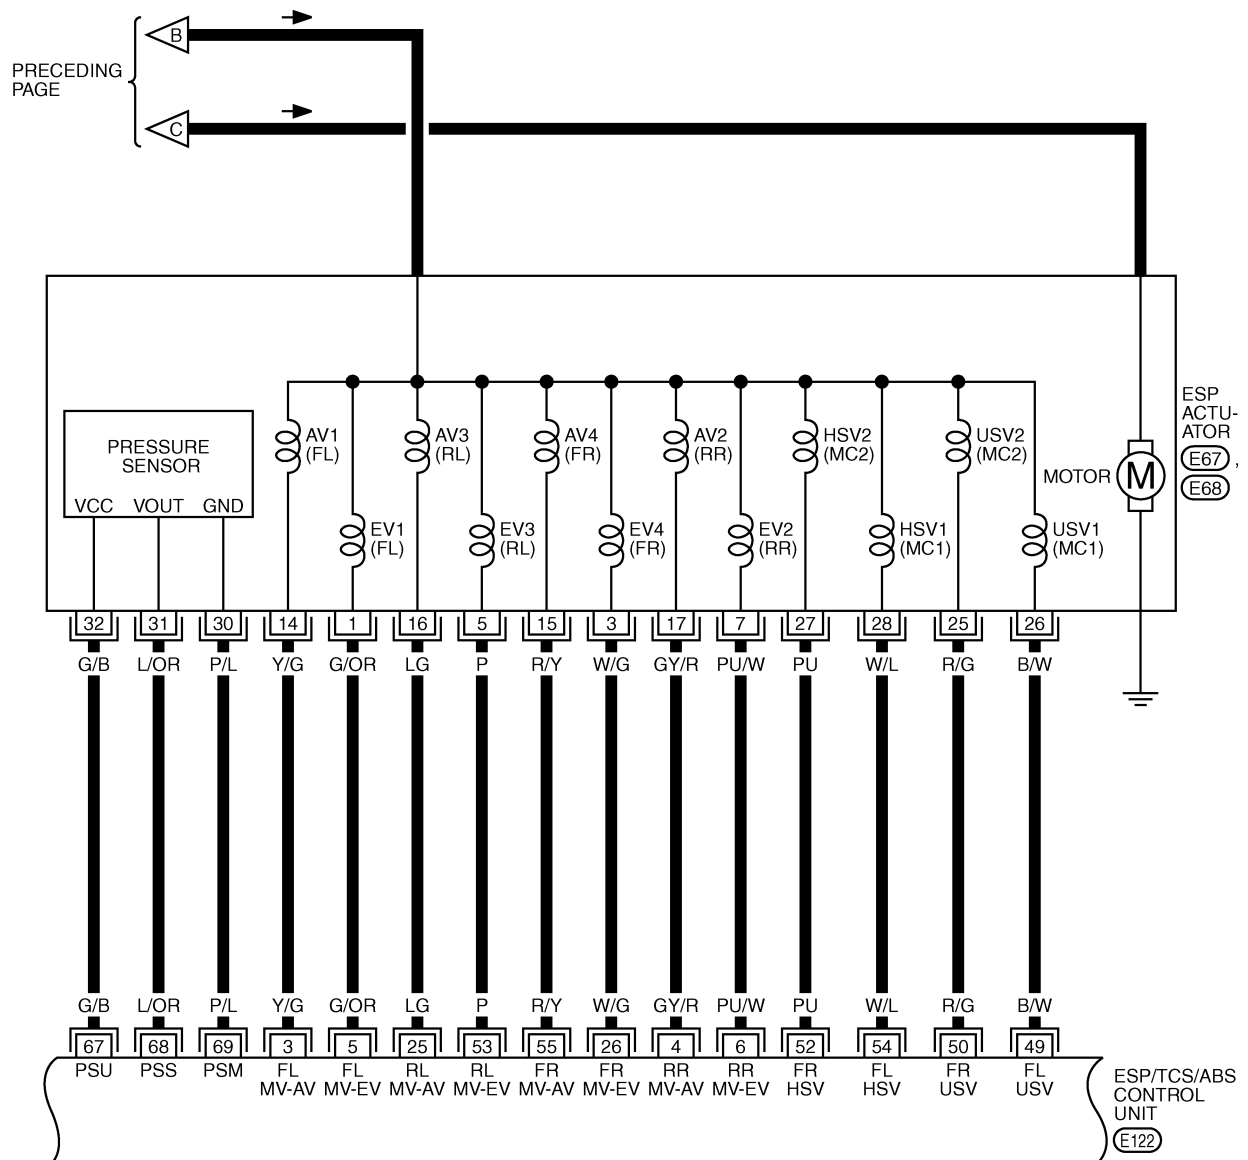 B
PRECEDING
PAGE
C
ESP
ACTU-
ATOR
E67 ,
E68
AV1
(FL)
AV3
(RL)
AV4
(FR)
AV2
(RR)
HSV2
(MC2)
USV2
(MC2)
PRESSURE
SENSOR
MOTOR M
VCC VOUT GND
EV1
(FL)
EV3
(RL)
EV4
(FR)
EV2
(RR)
HSV1
(MC1)
USV1
(MC1)
32 31 30 14 1 16 5 15 3 17 7 27 28 25 26
G/B L/OR P/L Y/G G/OR LG P R/Y W/G GY/R PU/W PU W/L R/G B/W
G/B L/OR P/L Y/G G/OR LG P R/Y W/G GY/R PU/W PU W/L R/G B/W
67 68 69 3 5 25 53 55 26 4 6 52 54 50 49
PSU PSS PSM FL FL RL RL FR FR RR RR FR FL FR FL
MV-AV MV-EV MV-AV MV-EV MV-AV MV-EV MV-AV MV-EV HSV HSV USV USV
ESP/TCS/ABS
CONTROL
UNIT
E122